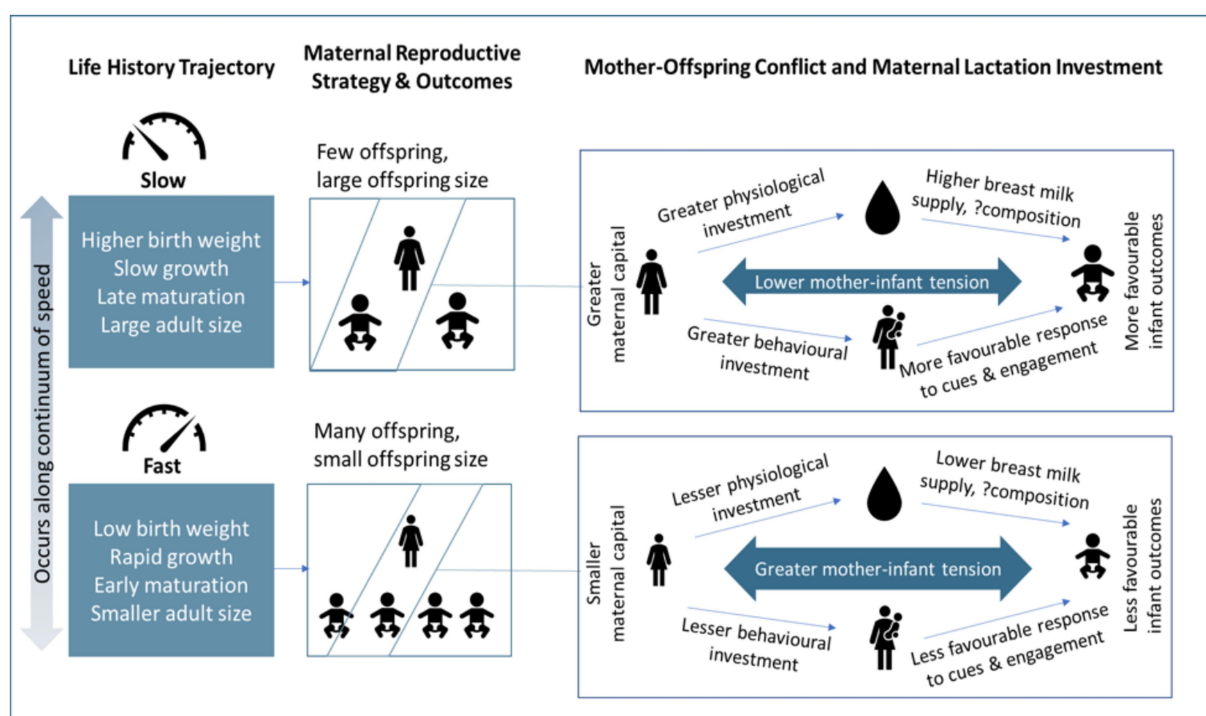 Life History Trajectory
Maternal Reproductive
Strategy & Outcomes
Mother-Offspring Conflict and Maternal Lactation Investment
Occurs along continuum of speed
Slow
Higher birth weight
Slow growth
Late maturation
Large adult size
Few offspring,
large offspring size
Greater
maternal capital
Greater physiological
investment
Higher breast milk
supply, ?composition
Lower mother-infant tension
Greater behavioural
investment
More favourable response
to cues & engagement
More favourable
infant outcomes
Fast
Low birth weight
Rapid growth
Early maturation
Smaller adult size
Many offspring,
small offspring size
Smaller
maternal capital
Lesser physiological
investment
Lower breast milk
supply, ?composition
Greater mother-infant tension
Lesser behavioural
investment
Less favourable response
to cues & engagement
Less favourable
infant outcomes